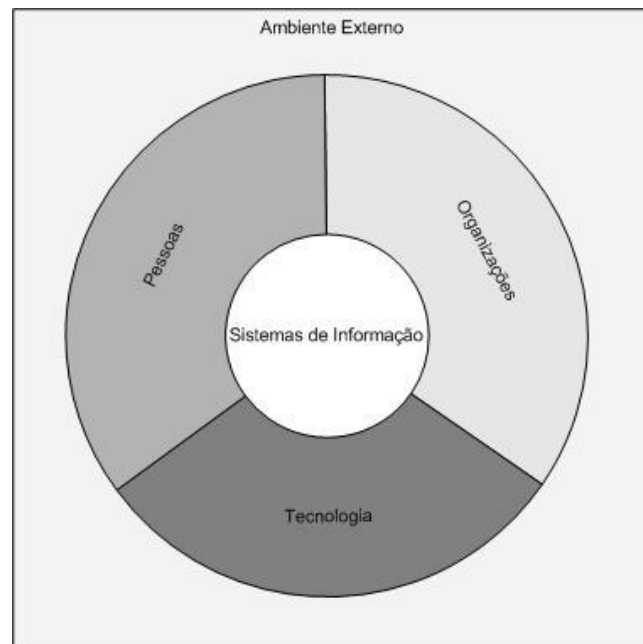 Ambiente Externo
Pessoas
Organizações
Sistemas de Informação
Tecnologia